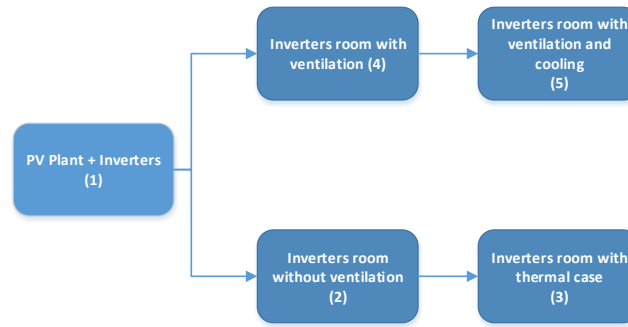 PV Plant + Inverters
(1)
Inverters room with
ventilation (4)
Inverters room with
ventilation and
cooling
(5)
Inverters room
without ventilation
(2)
Inverters room with
thermal case
(3)